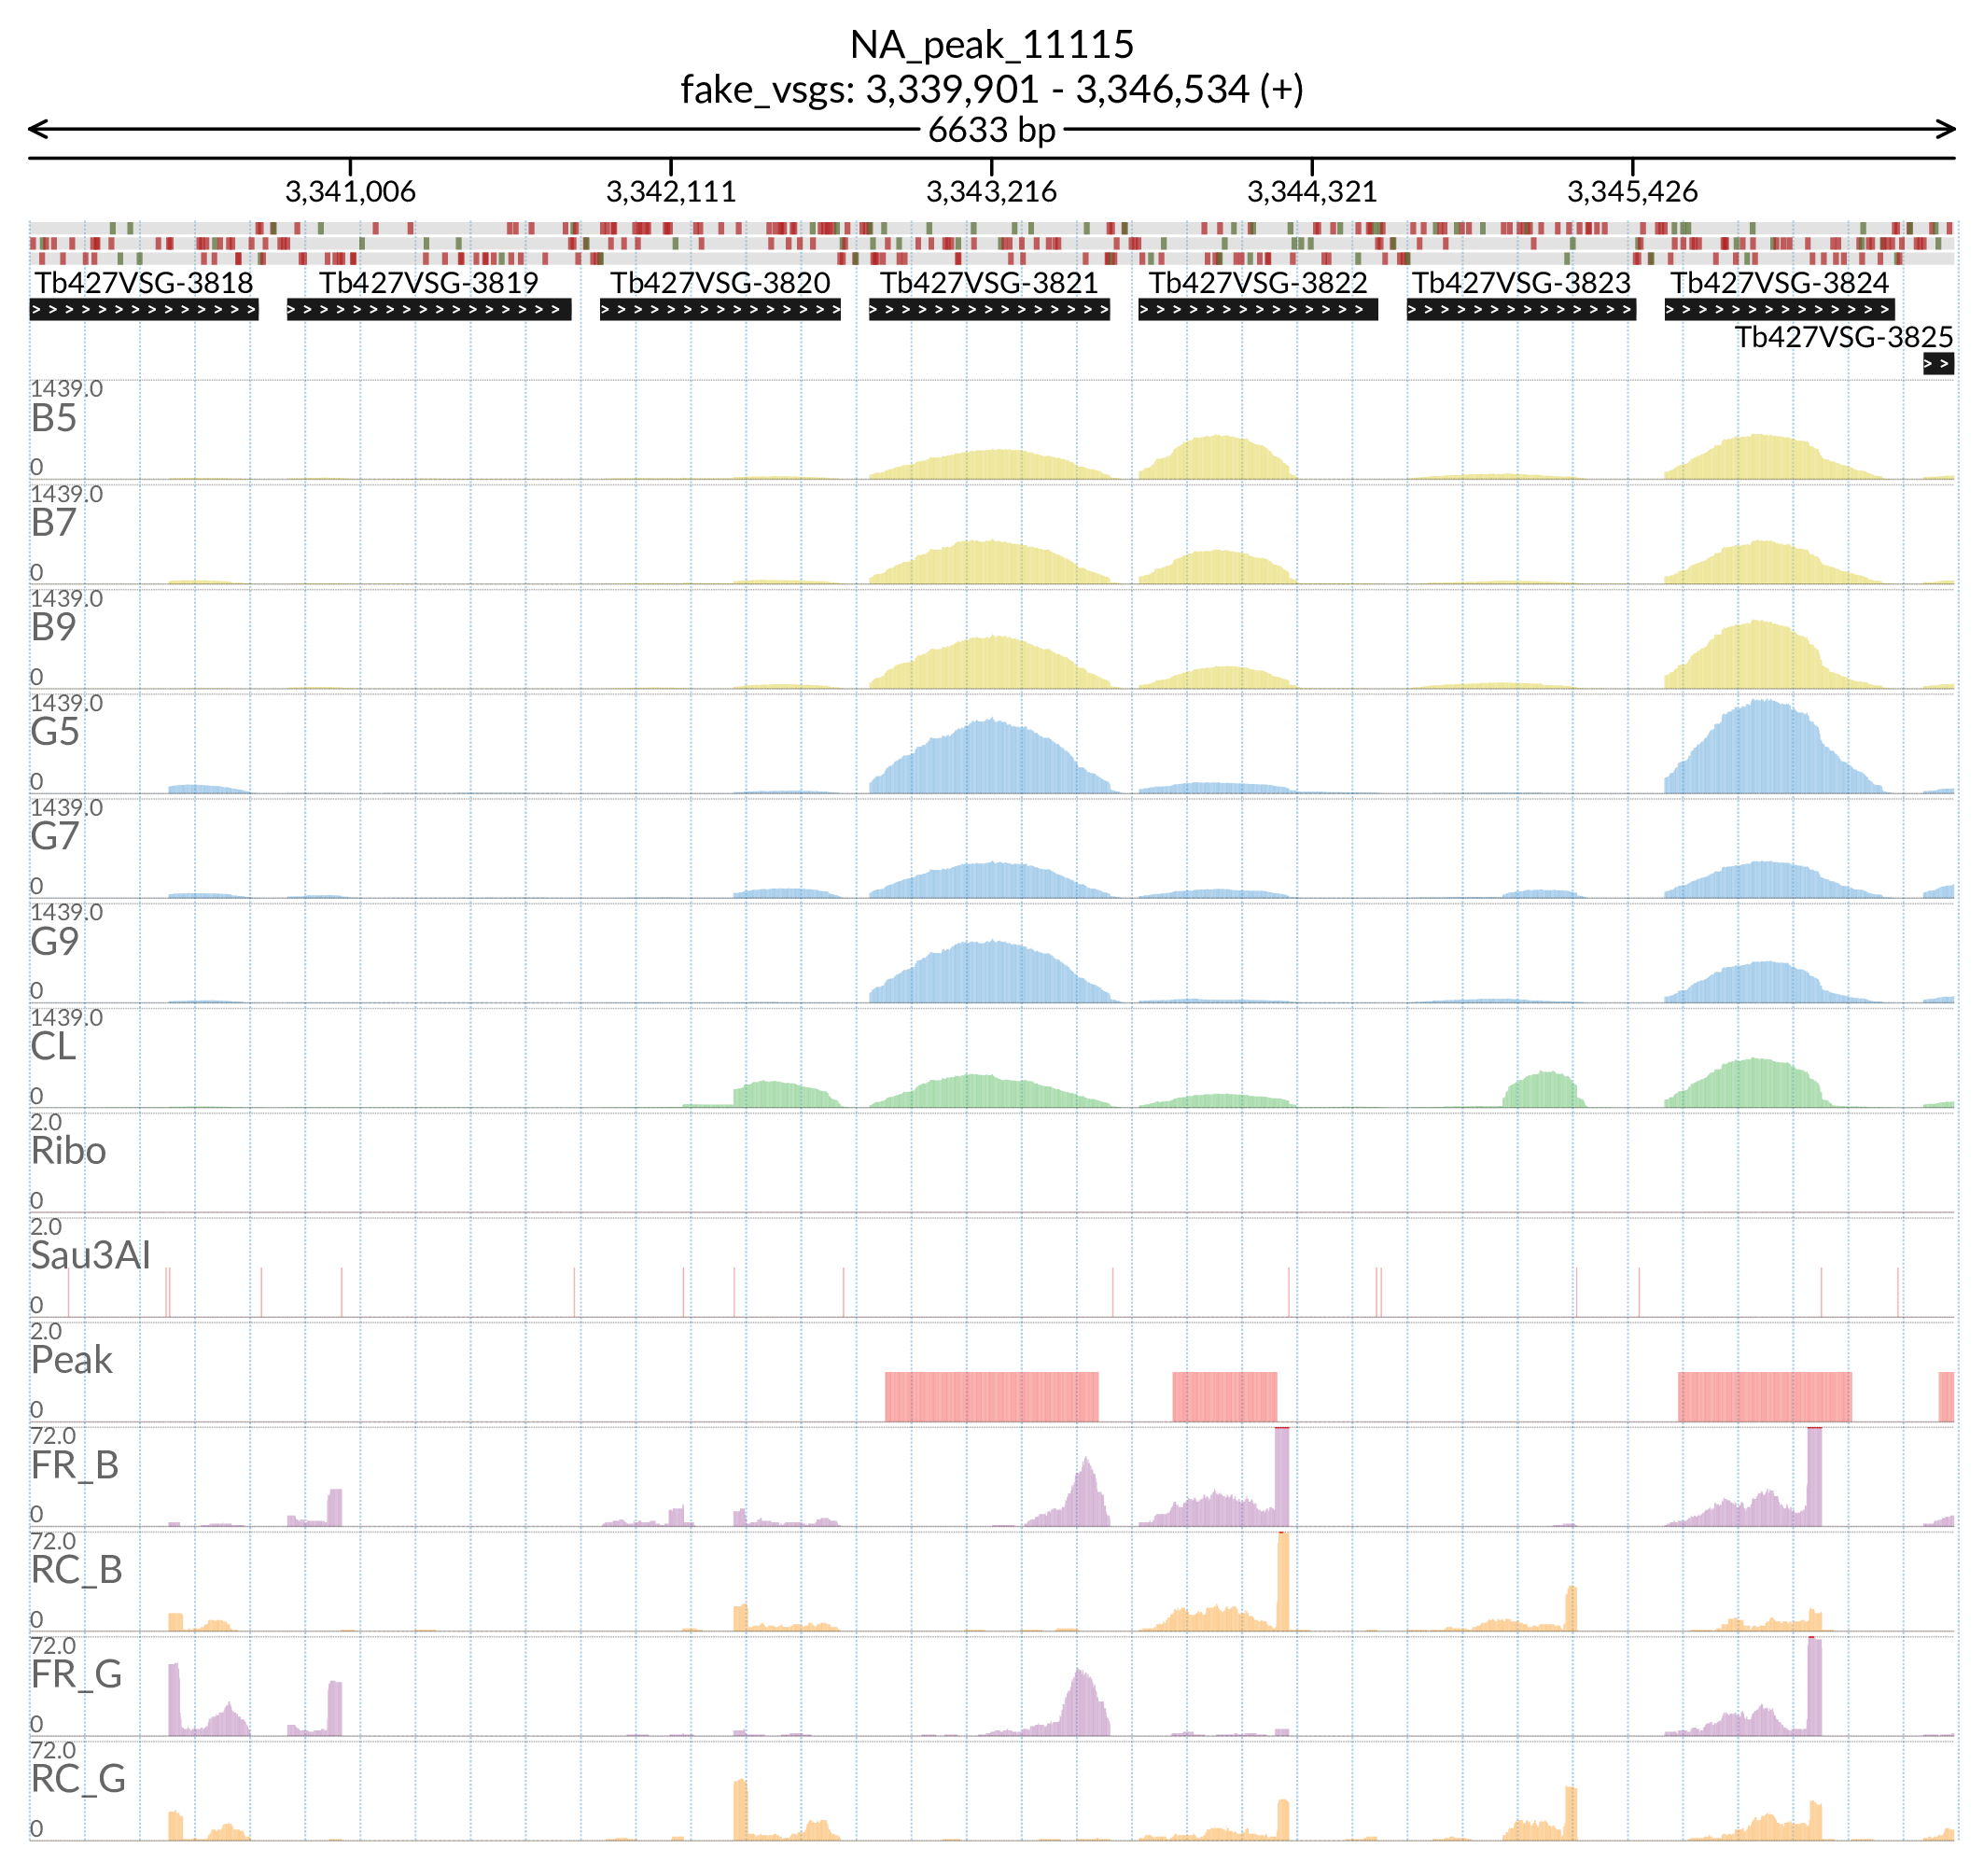 NA_peak_11115
fake_vsgs: 3,339,901 - 3,346,534 (+)
6633 bp
3,341,006 3,342,111 3,343,216 3,344,321 3,345,426
Tb427VSG-3818 Tb427VSG-3819 Tb427VSG-3820 Tb427VSG-3821 Tb427VSG-3822 Tb427VSG-3823 Tb427VSG-3824
Tb427VSG-3825
1439.0
B5
0
1439.0
B7
0
1439.0
B9
0
1439.0
G5
0
1439.0
G7
0
1439.0
G9
0
1439.0
CL
0
2.0
Ribo
0
2.0
Sau3AI
0
2.0
Peak
0
72.0
FR_B
0
72.0
RC_B
0
72.0
FR_G
0
72.0
RC_G
0